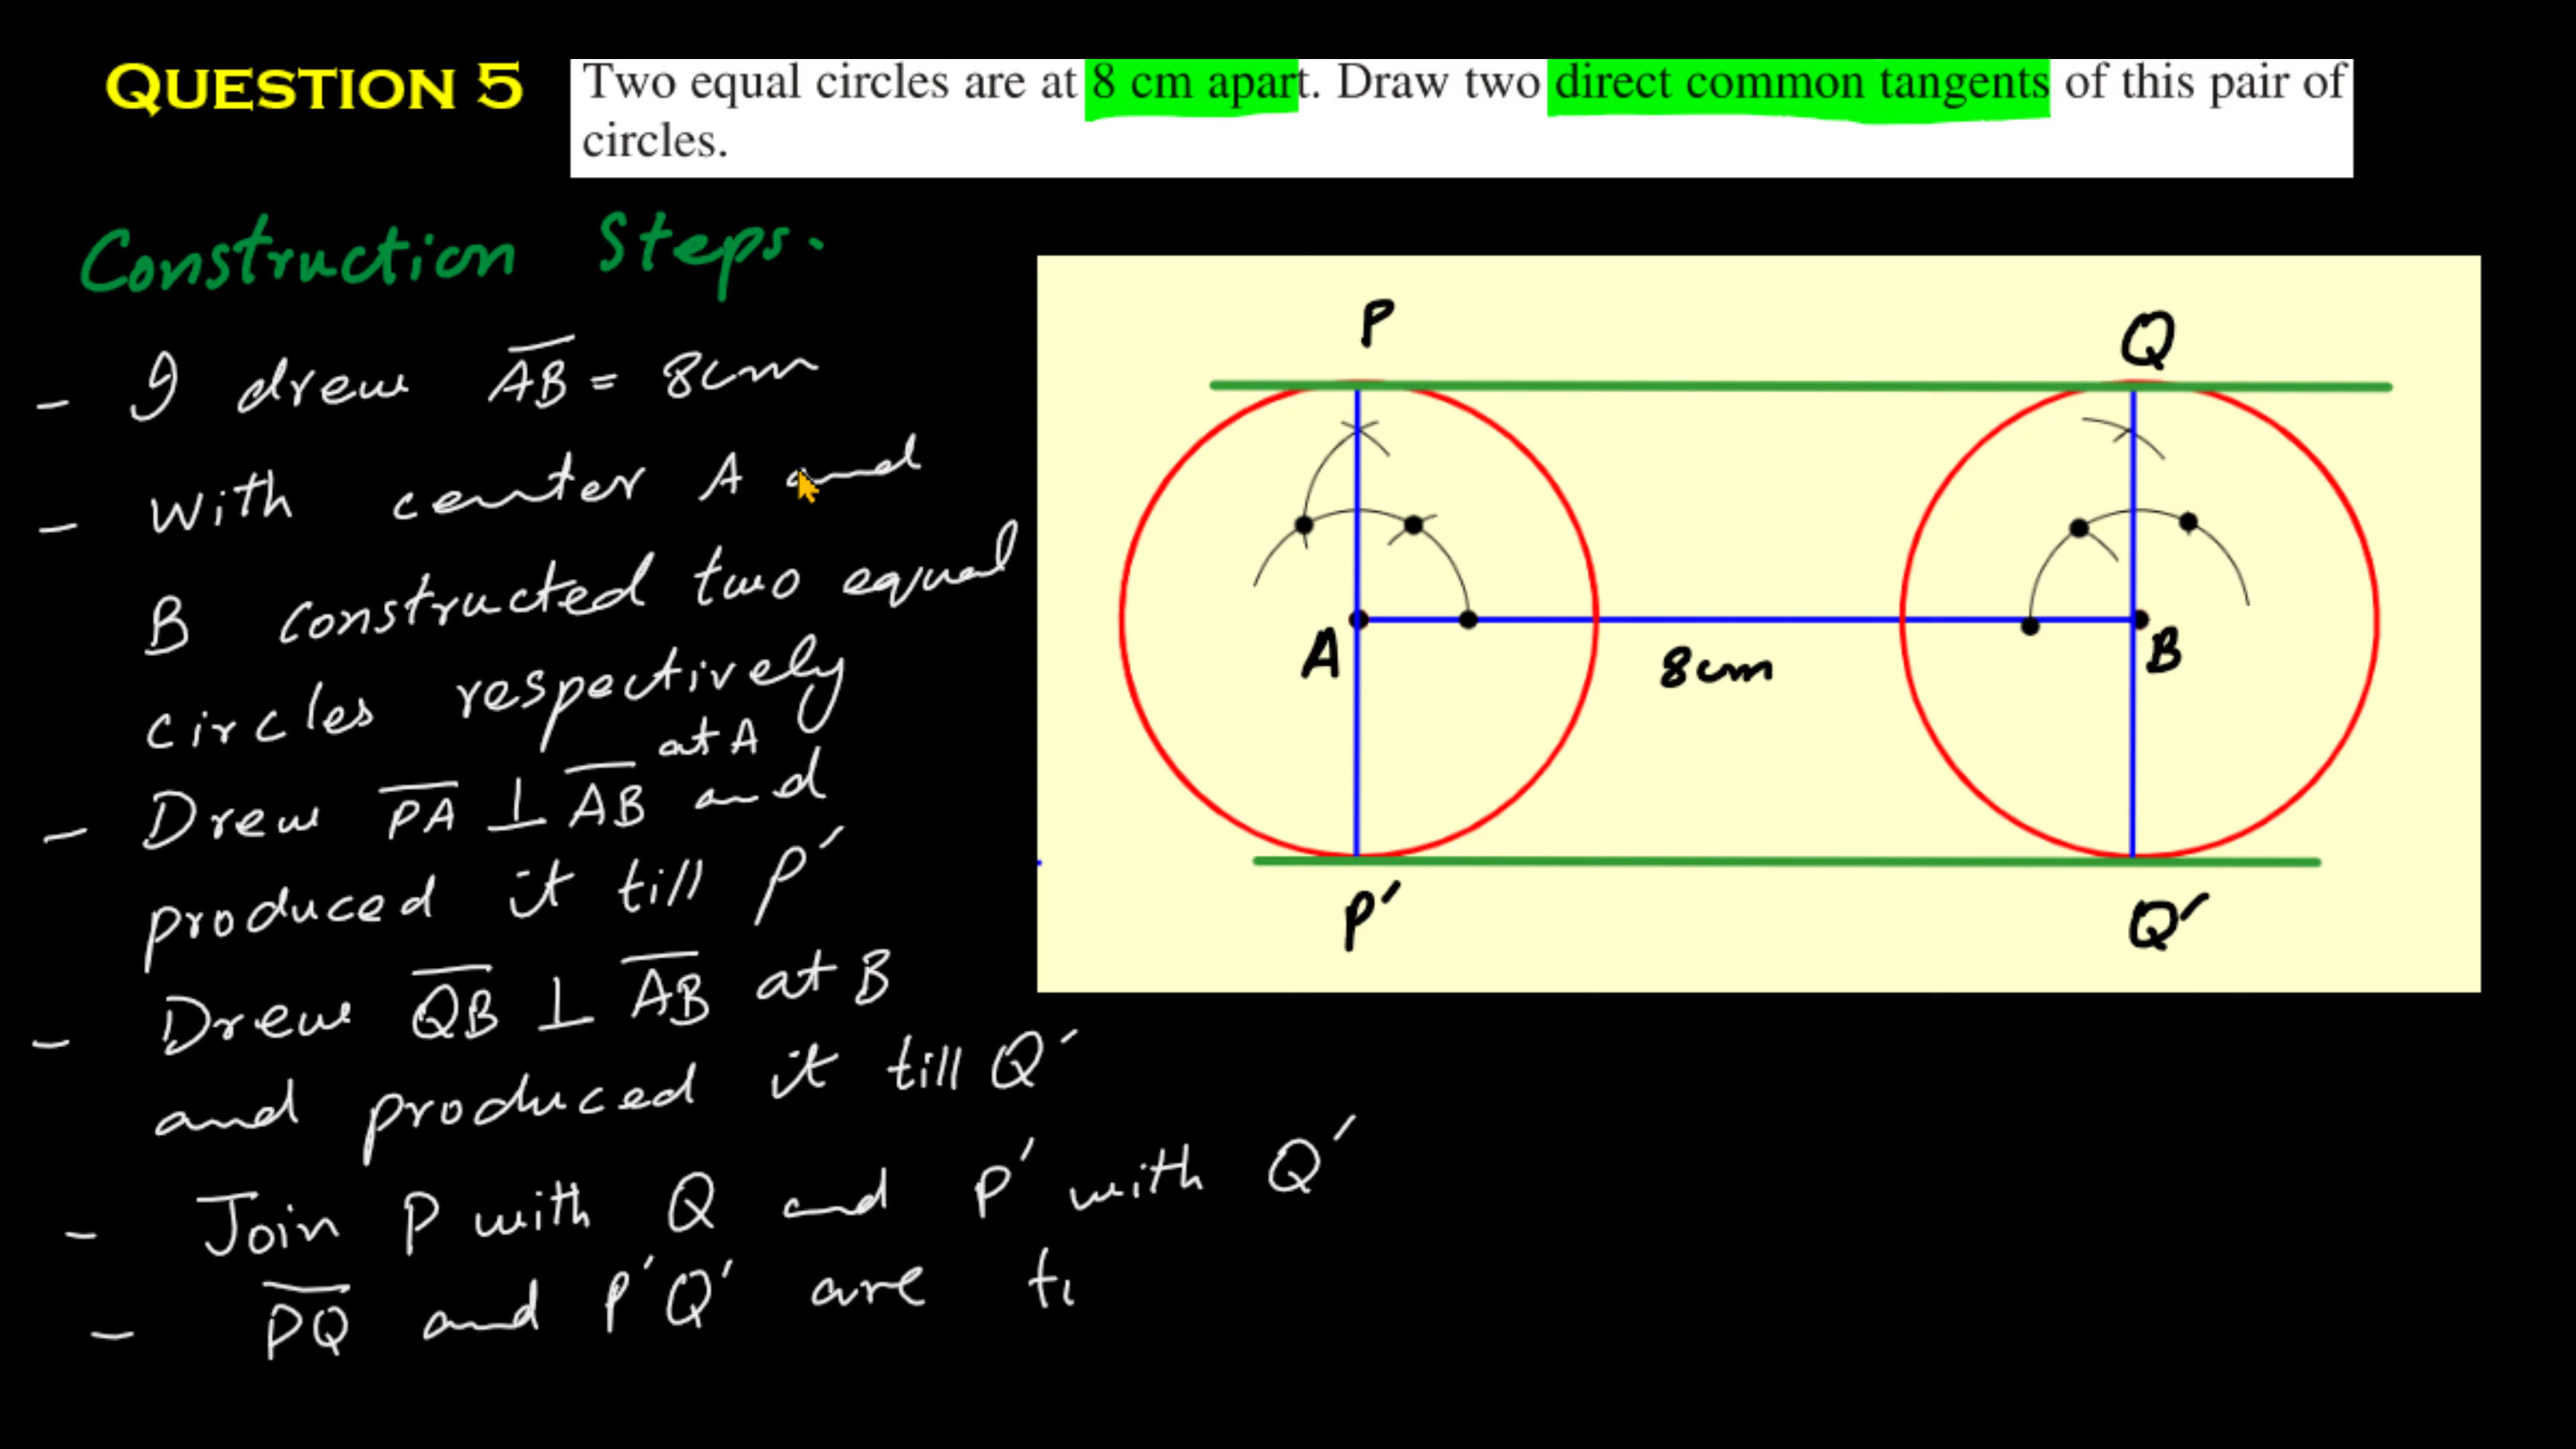 QUESTION 5
Two equal circles are at 8 cm apart. Draw two direct common tangents of this pair of
circles.
Construction Steps.
- I drew AB = 8cm
- With center A and
B constructed two equal
circles respectively
at A
- Drew PA ⊥ AB and
produced it till P'
- Drew QB ⊥ AB at B
and produced it till Q'
- Join P with Q and P' with Q'
- PQ and P'Q' are
P
Q
A
8cm
B
P'
Q'